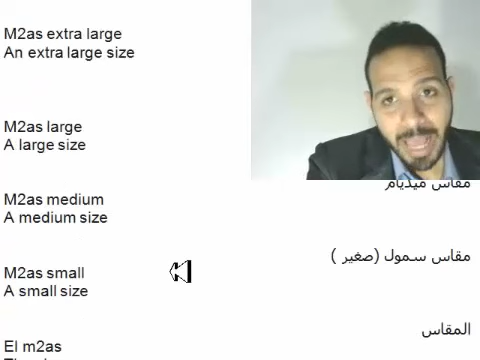 M2as extra large
An extra large size
M2as large
A large size
M2as medium
A medium size
مقاس ميديام
M2as small
A small size
مقاس سمول (صغير )
El m2as
المقاس